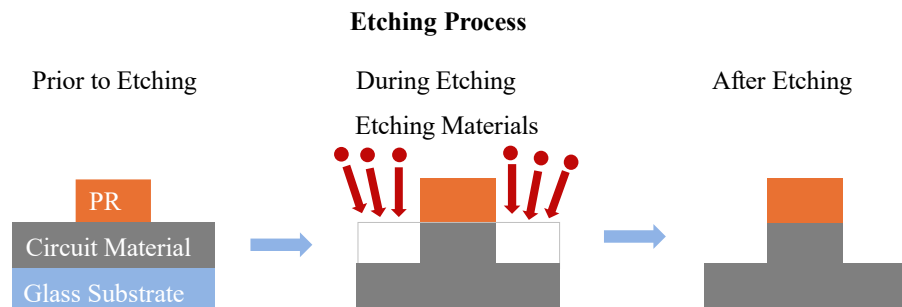 Etching Process
Prior to Etching
During Etching
After Etching
Etching Materials
PR
Circuit Material
Glass Substrate